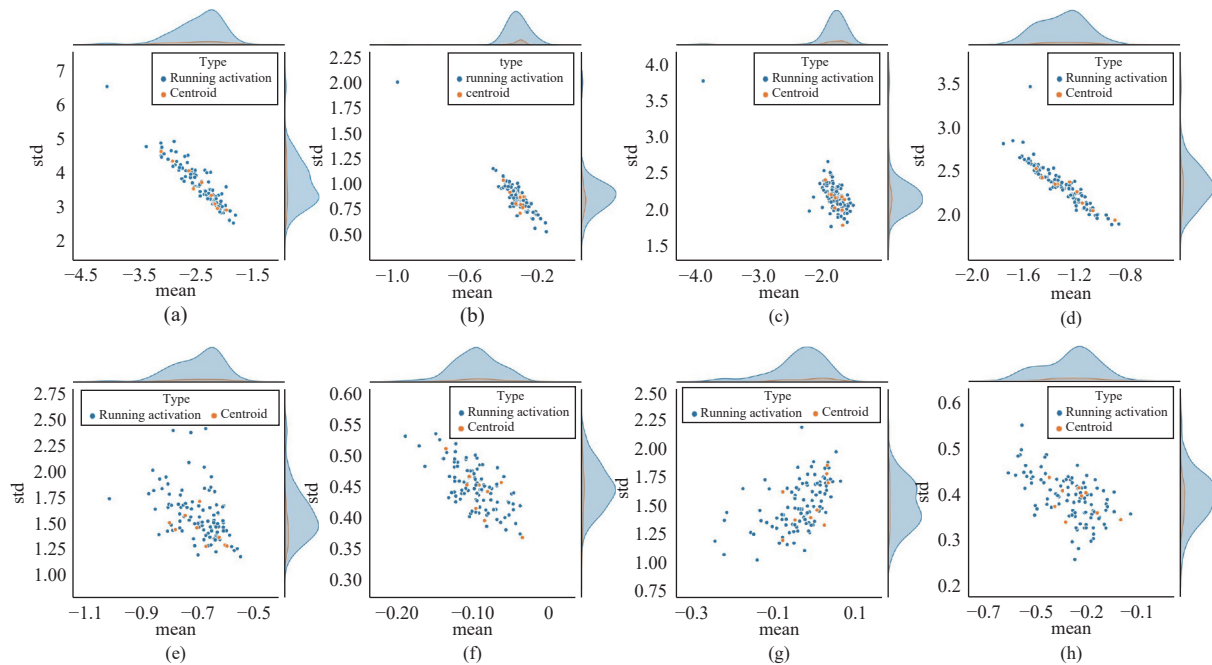 7
6
5
4
3
2
std
Type
Running activation
Centroid
−4.5 −3.5 −2.5 −1.5
mean
(a)
2.25
2.00
1.75
1.50
1.25
1.00
0.75
0.50
std
type
running activation
centroid
−1.0 −0.6 −0.2
mean
(b)
4.0
3.5
3.0
2.5
2.0
1.5
std
Type
Running activation
Centroid
−4.0 −3.0 −2.0
mean
(c)
3.5
3.0
2.5
2.0
std
Type
Running activation
Centroid
−2.0 −1.6 −1.2 −0.8
mean
(d)
2.75
2.50
2.25
2.00
1.75
1.50
1.25
1.00
std
Type
Running activation Centroid
−1.1 −0.9 −0.7 −0.5
mean
(e)
0.60
0.55
0.50
0.45
0.40
0.35
0.30
std
Type
Running activation
Centroid
−0.20 −0.10 0
mean
(f)
2.50
2.25
2.00
1.75
1.50
1.25
1.00
0.75
std
Type
Running activation Centroid
−0.3 −0.1 0.1
mean
(g)
0.6
0.5
0.4
0.3
0.2
std
Type
Running activation
Centroid
−0.7 −0.5 −0.2 −0.1
mean
(h)